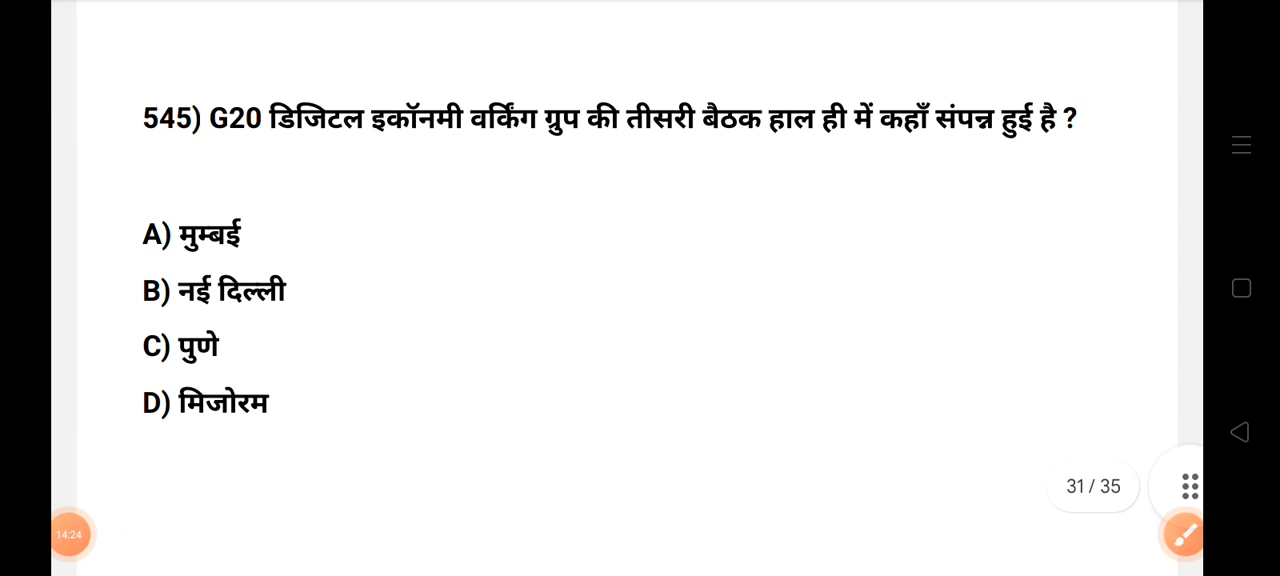 545) G20 डिजिटल इकॉनमी वर्किंग ग्रुप की तीसरी बैठक हाल ही में कहाँ संपन्न हुई है ?
A) मुम्बई
B) नई दिल्ली
C) पुणे
D) मिजोरम
31 / 35
14:24